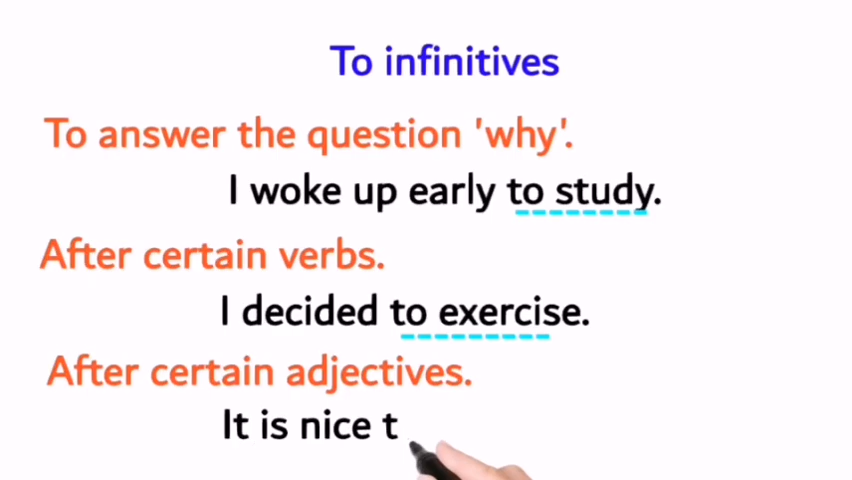 To infinitives
To answer the question 'why'.
I woke up early to study.
After certain verbs.
I decided to exercise.
After certain adjectives.
It is nice t